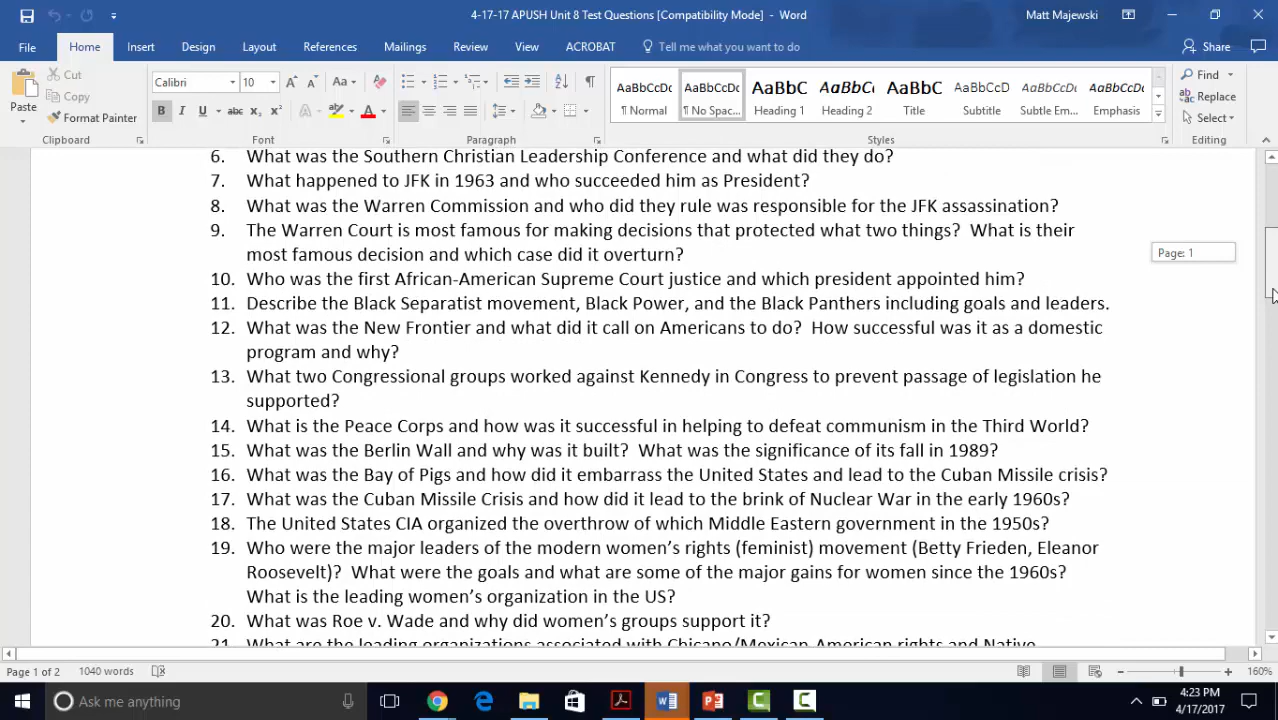 4-17-17 APUSH Unit 8 Test Questions [Compatibility Mode] - Word
Matt Majewski
File Home Insert Design Layout References Mailings Review View ACROBAT Tell me what you want to do
Share
Cut
Copy
Format Painter
Paste
Clipboard
Calibri 10
Font
Paragraph
AaBbCcDc AaBbCcDc AaBbC AaBbCc AaBbC AaBbCcD AaBbCcDc AaBbCcDc
¶ Normal ¶ No Spac... Heading 1 Heading 2 Title Subtitle Subtle Em... Emphasis
Styles
Find
Replace
Select
Editing
6. What was the Southern Christian Leadership Conference and what did they do?
7. What happened to JFK in 1963 and who succeeded him as President?
8. What was the Warren Commission and who did they rule was responsible for the JFK assassination?
9. The Warren Court is most famous for making decisions that protected what two things? What is their
most famous decision and which case did it overturn?
Page: 1
10. Who was the first African-American Supreme Court justice and which president appointed him?
11. Describe the Black Separatist movement, Black Power, and the Black Panthers including goals and leaders.
12. What was the New Frontier and what did it call on Americans to do? How successful was it as a domestic
program and why?
13. What two Congressional groups worked against Kennedy in Congress to prevent passage of legislation he
supported?
14. What is the Peace Corps and how was it successful in helping to defeat communism in the Third World?
15. What was the Berlin Wall and why was it built? What was the significance of its fall in 1989?
16. What was the Bay of Pigs and how did it embarrass the United States and lead to the Cuban Missile crisis?
17. What was the Cuban Missile Crisis and how did it lead to the brink of Nuclear War in the early 1960s?
18. The United States CIA organized the overthrow of which Middle Eastern government in the 1950s?
19. Who were the major leaders of the modern women's rights (feminist) movement (Betty Frieden, Eleanor
Roosevelt)? What were the goals and what are some of the major gains for women since the 1960s?
What is the leading women's organization in the US?
20. What was Roe v. Wade and why did women's groups support it?
21. What are the leading organizations associated with Chicano/Mexican-American rights and Native
Page 1 of 2 1040 words
160%
Ask me anything
4:23 PM
4/17/2017